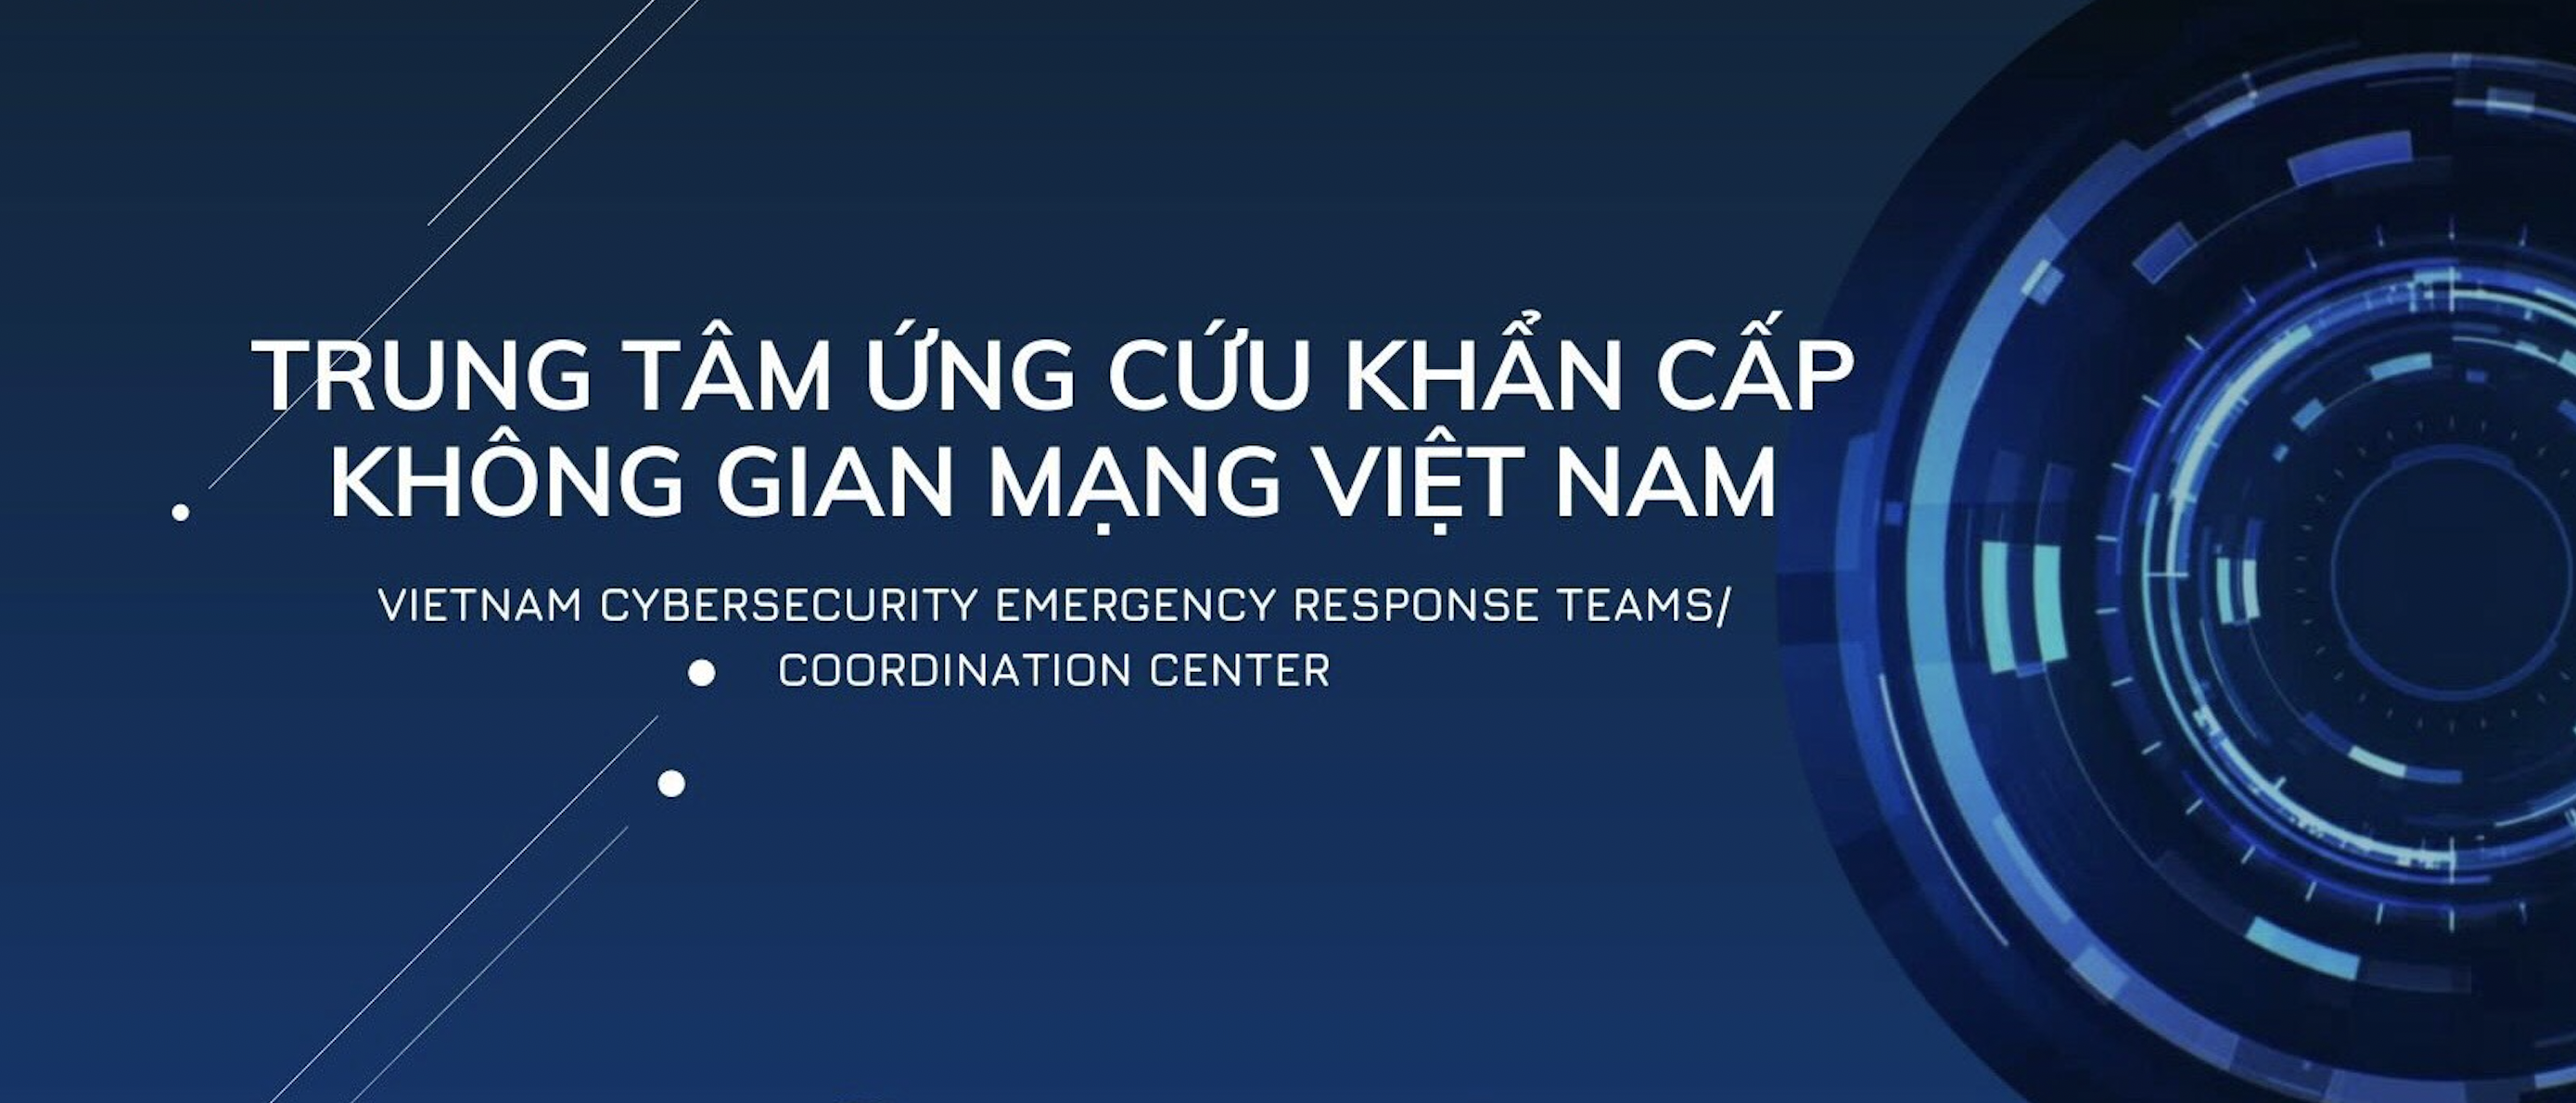 TRUNG TÂM ỨNG CỨU KHẨN CẤP
KHÔNG GIAN MẠNG VIỆT NAM
VIETNAM CYBERSECURITY EMERGENCY RESPONSE TEAMS/
COORDINATION CENTER